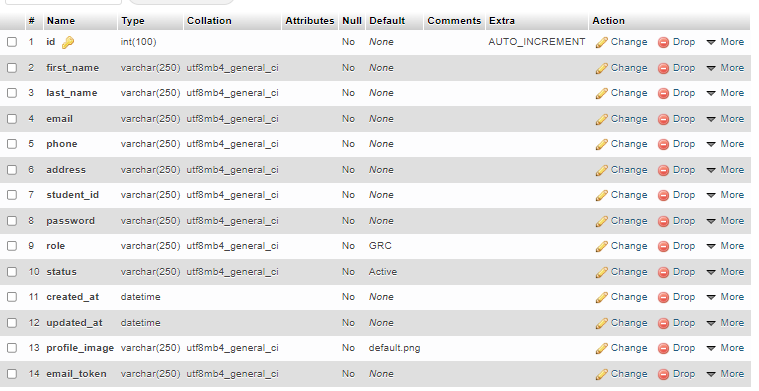 # Name Type Collation Attributes Null Default Comments Extra Action
1 id int(100) No None AUTO_INCREMENT Change Drop More
2 first_name varchar(250) utf8mb4_general_ci No None Change Drop More
3 last_name varchar(250) utf8mb4_general_ci No None Change Drop More
4 email varchar(250) utf8mb4_general_ci No None Change Drop More
5 phone varchar(250) utf8mb4_general_ci No None Change Drop More
6 address varchar(250) utf8mb4_general_ci No None Change Drop More
7 student_id varchar(250) utf8mb4_general_ci No None Change Drop More
8 password varchar(250) utf8mb4_general_ci No None Change Drop More
9 role varchar(250) utf8mb4_general_ci No GRC Change Drop More
10 status varchar(250) utf8mb4_general_ci No Active Change Drop More
11 created_at datetime No None Change Drop More
12 updated_at datetime No None Change Drop More
13 profile_image varchar(250) utf8mb4_general_ci No default.png Change Drop More
14 email_token varchar(250) utf8mb4_general_ci No None Change Drop More